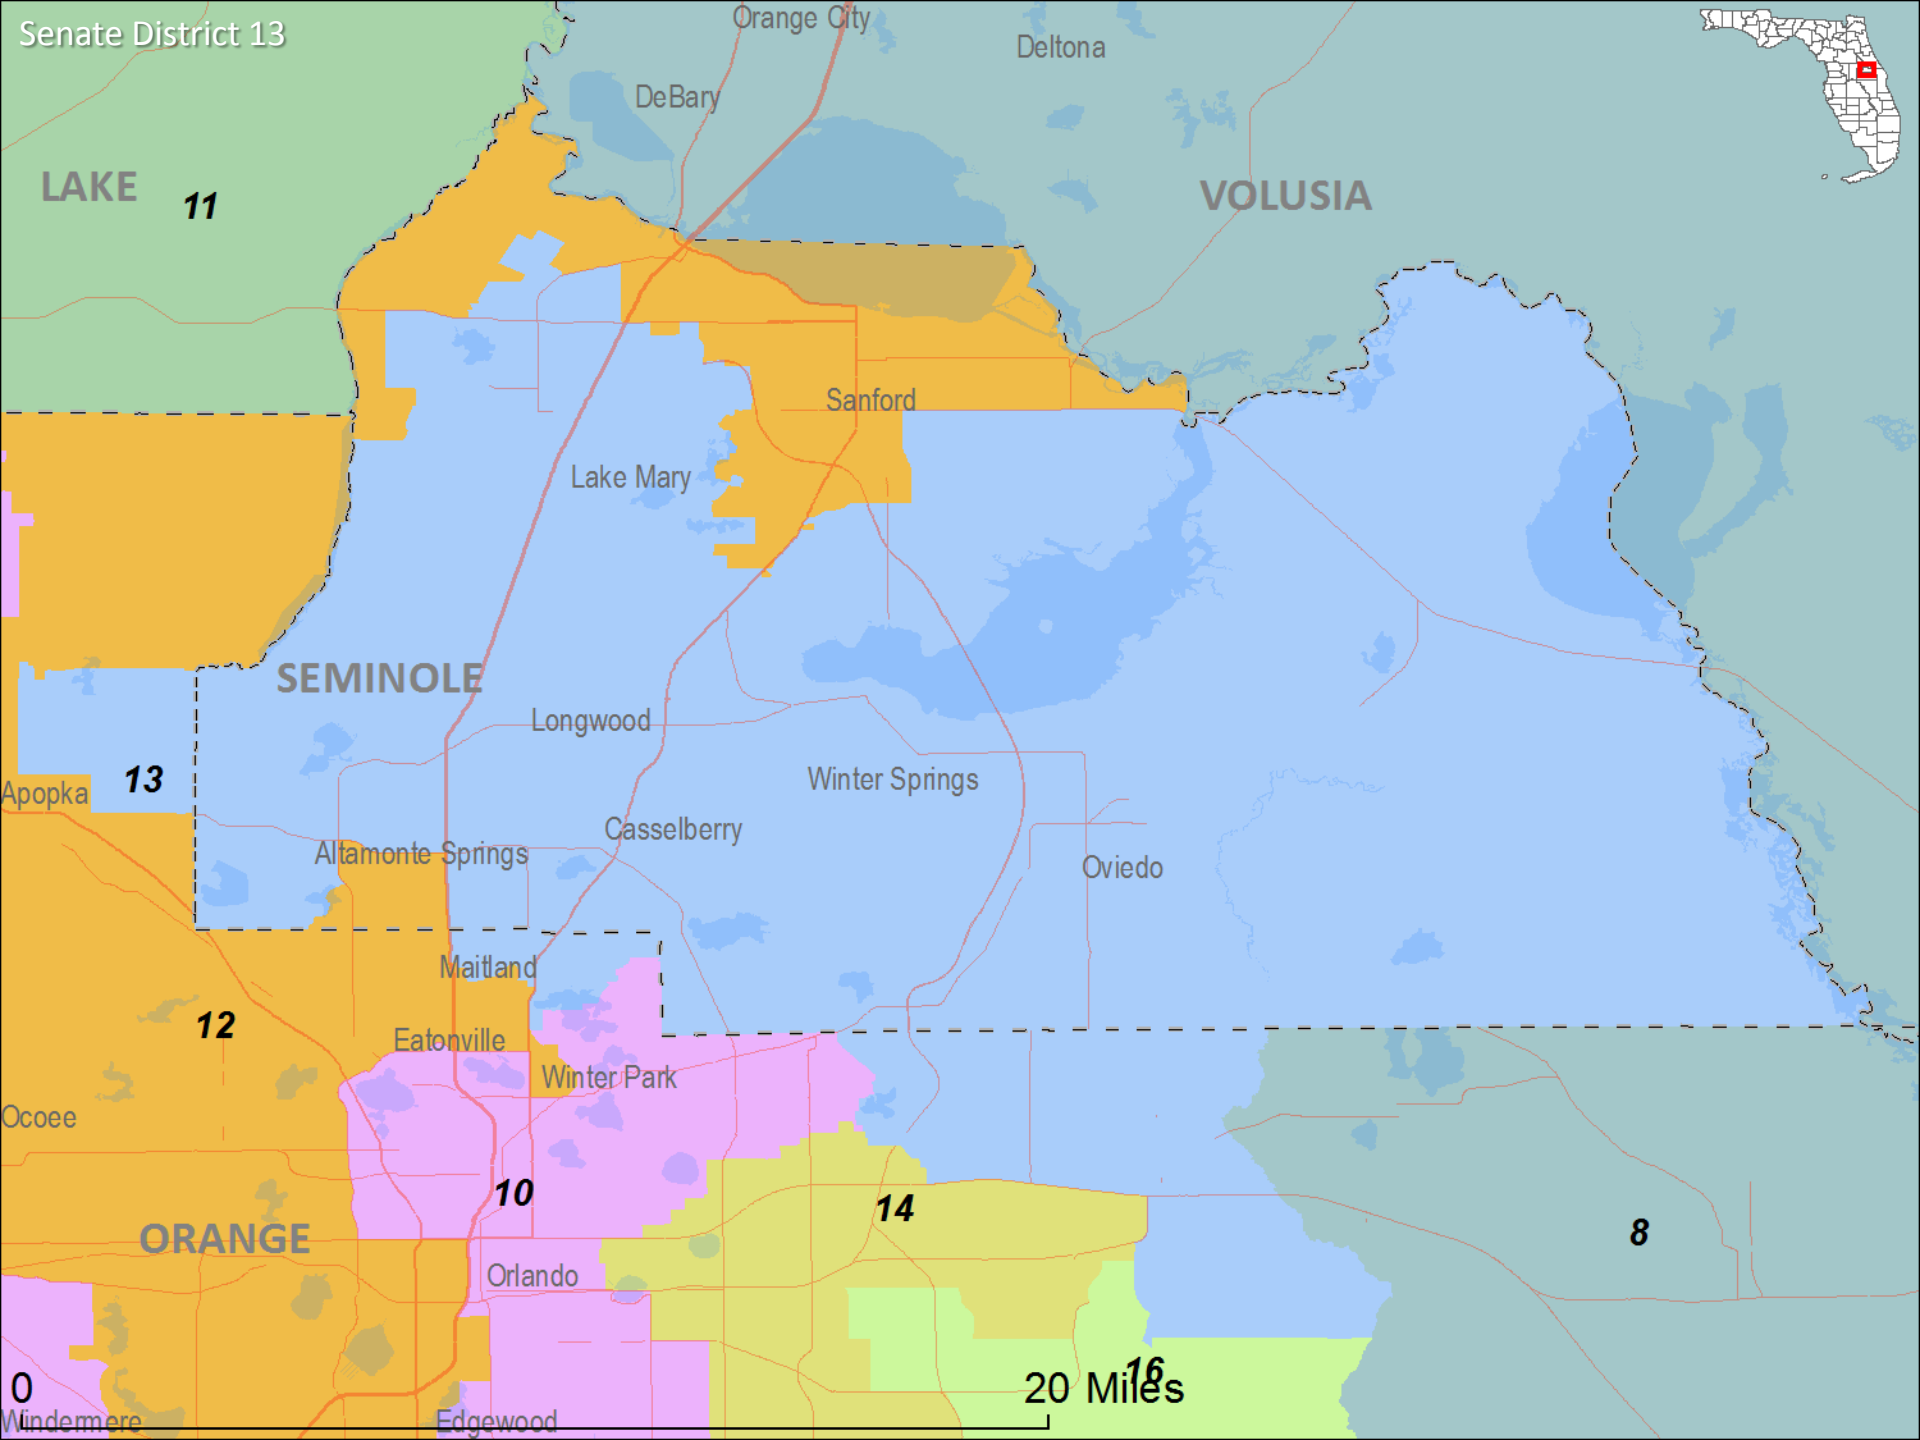 Senate District 13
Orange City
Deltona
DeBary
LAKE
11
VOLUSIA
Sanford
Lake Mary
SEMINOLE
Longwood
13
Winter Springs
Apopka
Casselberry
Altamonte Springs
Oviedo
Maitland
12
Eatonville
Winter Park
Ocoee
10
14
ORANGE
8
Orlando
16
0
20 Miles
Windermere
Edgewood